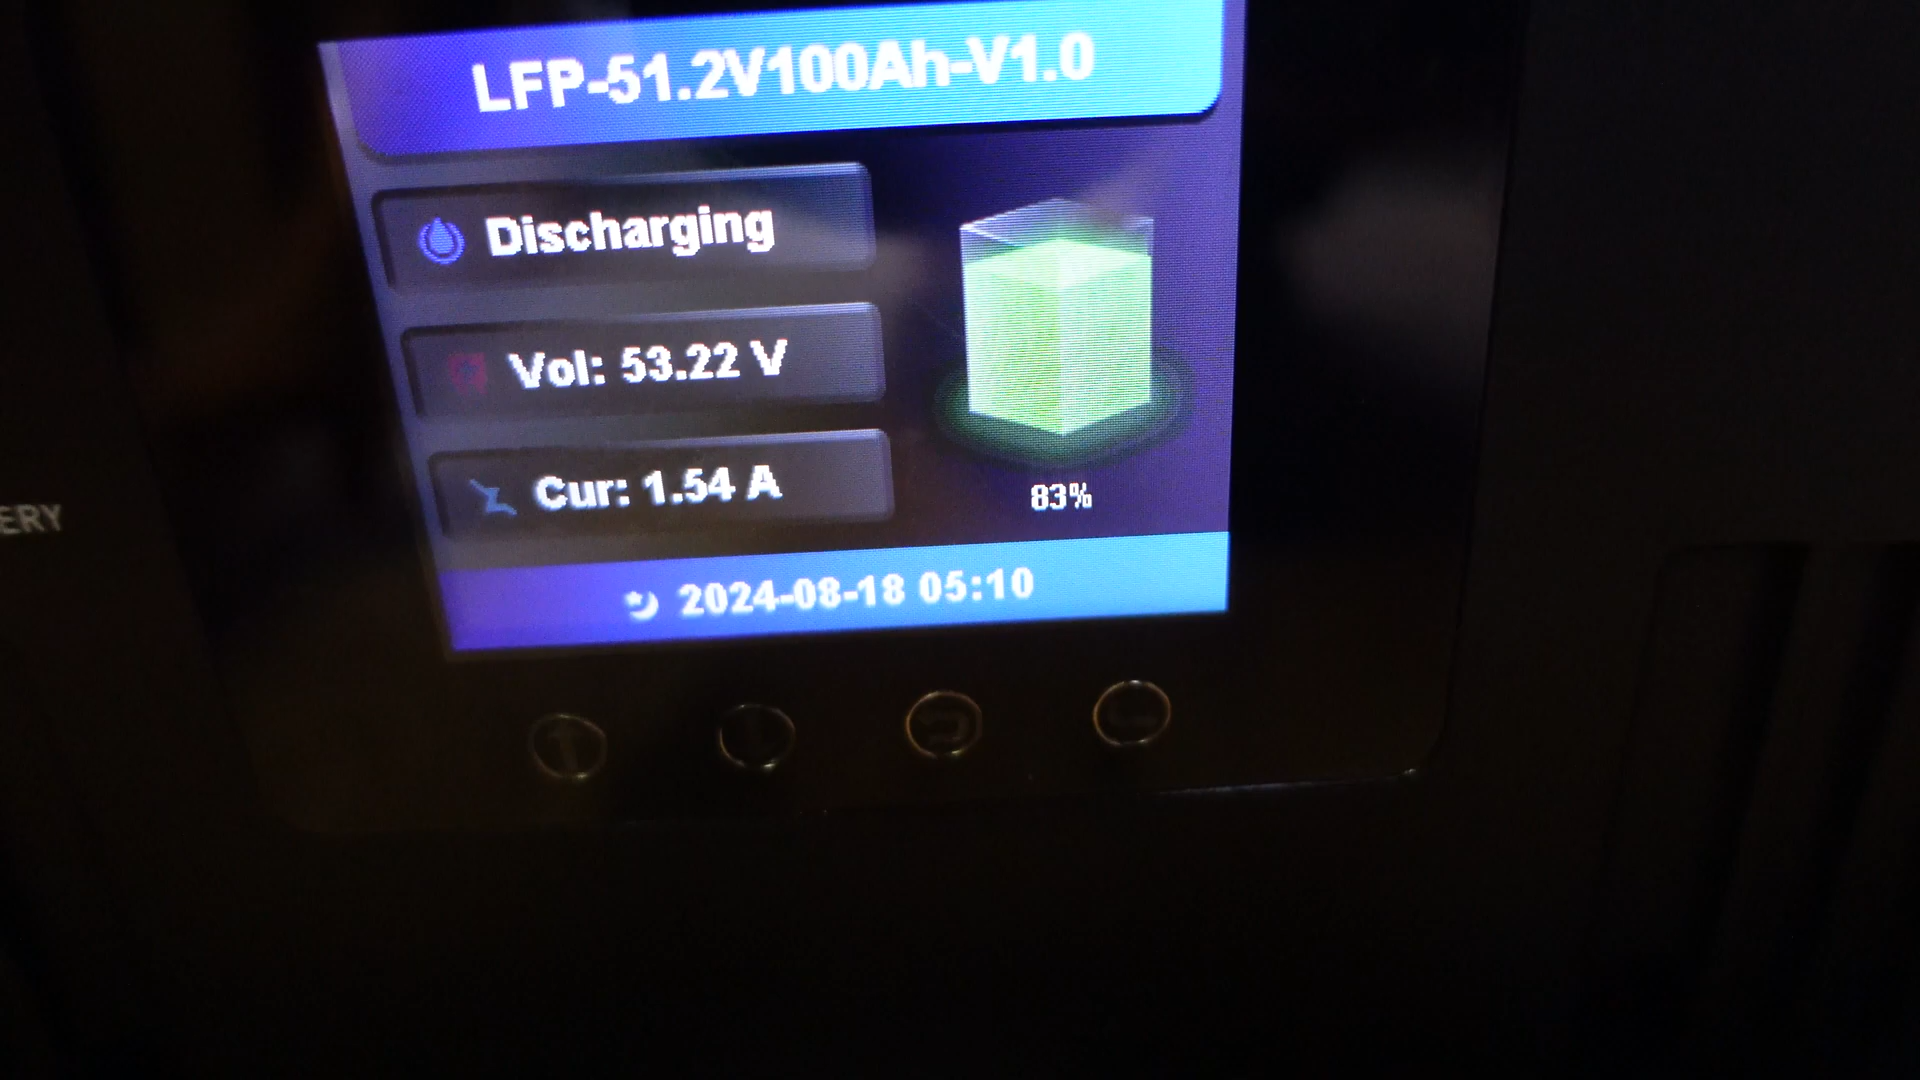 LFP-51.2V100Ah-V1.0
Discharging
Vol: 53.22 V
Cur: 1.54 A
83%
2024-08-18 05:10
ERY